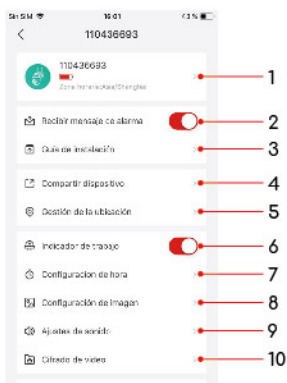 Sin SIM 16:01 43%
110436693
110436693
Zona horaria:Asia/Shanghai
1
Recibir mensaje de alarma
2
Guía de instalación
3
Compartir dispositivo
4
Gestión de la ubicación
5
Indicador de trabajo
6
Configuración de hora
7
Configuración de imagen
8
Ajustes de sonido
9
Cifrado de video
10